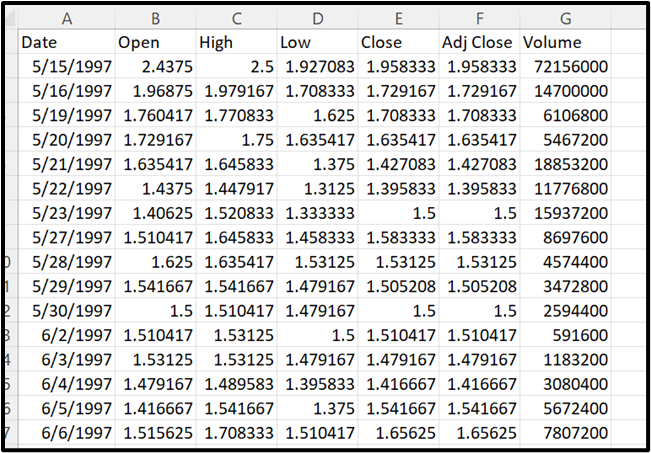 A B C D E F G
Date Open High Low Close Adj Close Volume
5/15/1997 2.4375 2.5 1.927083 1.958333 1.958333 72156000
5/16/1997 1.96875 1.979167 1.708333 1.729167 1.729167 14700000
5/19/1997 1.760417 1.770833 1.625 1.708333 1.708333 6106800
5/20/1997 1.729167 1.75 1.635417 1.635417 1.635417 5467200
5/21/1997 1.635417 1.645833 1.375 1.427083 1.427083 18853200
5/22/1997 1.4375 1.447917 1.3125 1.395833 1.395833 11776800
5/23/1997 1.40625 1.520833 1.333333 1.5 1.5 15937200
5/27/1997 1.510417 1.645833 1.458333 1.583333 1.583333 8697600
0 5/28/1997 1.625 1.635417 1.53125 1.53125 1.53125 4574400
1 5/29/1997 1.541667 1.541667 1.479167 1.505208 1.505208 3472800
2 5/30/1997 1.5 1.510417 1.479167 1.5 1.5 2594400
3 6/2/1997 1.510417 1.53125 1.5 1.510417 1.510417 591600
4 6/3/1997 1.53125 1.53125 1.479167 1.479167 1.479167 1183200
5 6/4/1997 1.479167 1.489583 1.395833 1.416667 1.416667 3080400
6 6/5/1997 1.416667 1.541667 1.375 1.541667 1.541667 5672400
7 6/6/1997 1.515625 1.708333 1.510417 1.65625 1.65625 7807200